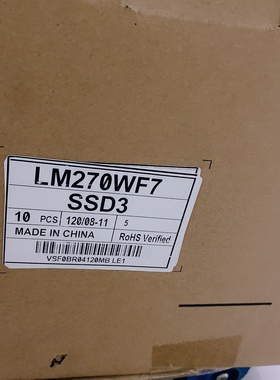 LM270WF7
SSD3
10 PCS 120/08-11 5
MADE IN CHINA RoHS Verified
VSF0BR04120MB LE1